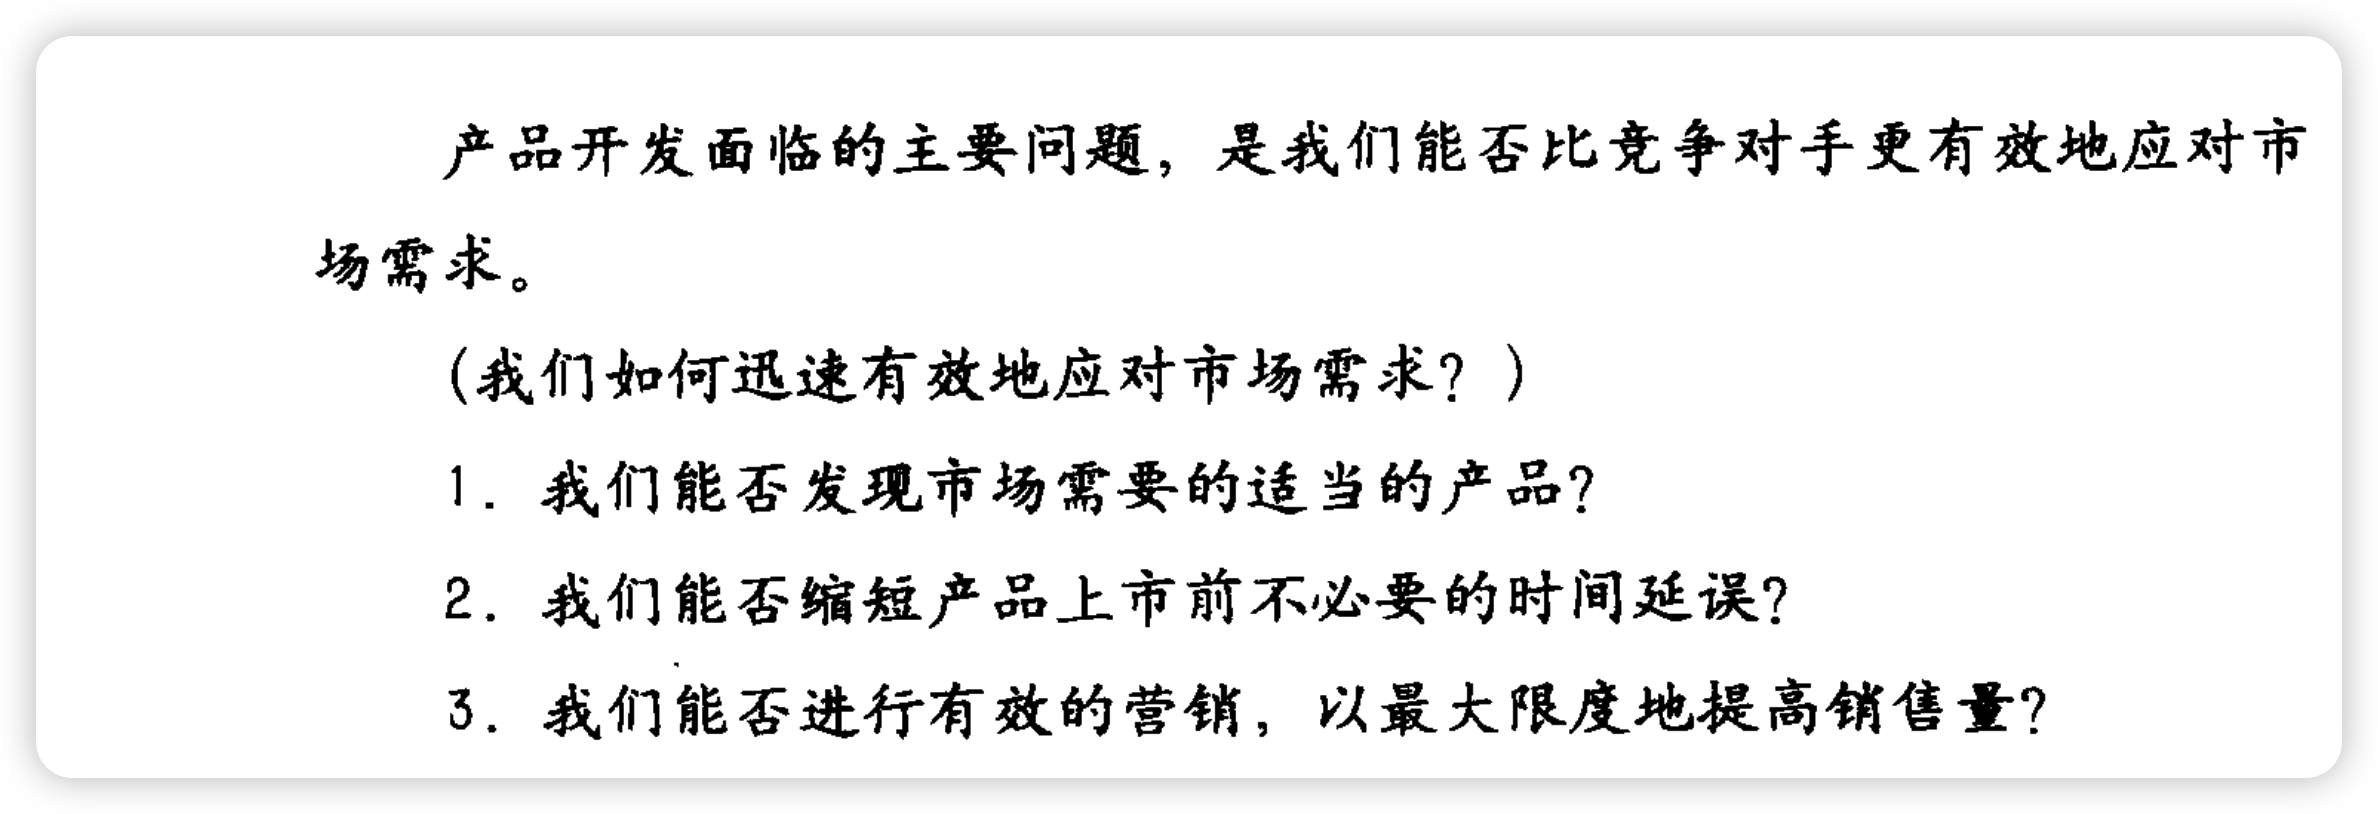 产品开发面临的主要问题，是我们能否比竞争对手更有效地应对市
场需求。
（我们如何迅速有效地应对市场需求？）
1. 我们能否发现市场需要的适当的产品？
2. 我们能否缩短产品上市前不必要的时间延误？
3. 我们能否进行有效的营销，以最大限度地提高销售量？